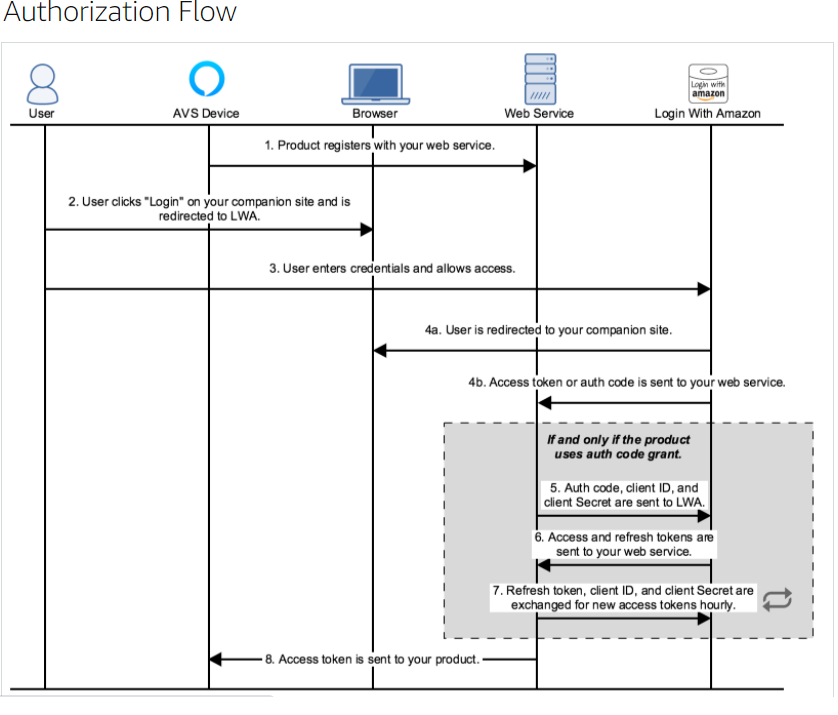 Authorization Flow
Login with
amazon
User
AVS Device
Browser
Web Service
Login With Amazon
1. Product registers with your web service.
2. User clicks "Login" on your companion site and is
redirected to LWA.
3. User enters credentials and allows access.
4a. User is redirected to your companion site.
4b. Access token or auth code is sent to your web service.
If and only if the product
uses auth code grant.
5. Auth code, client ID, and
client Secret are sent to LWA.
6. Access and refresh tokens are
sent to your web service.
7. Refresh token, client ID, and client Secret are
exchanged for new access tokens hourly.
8. Access token is sent to your product.